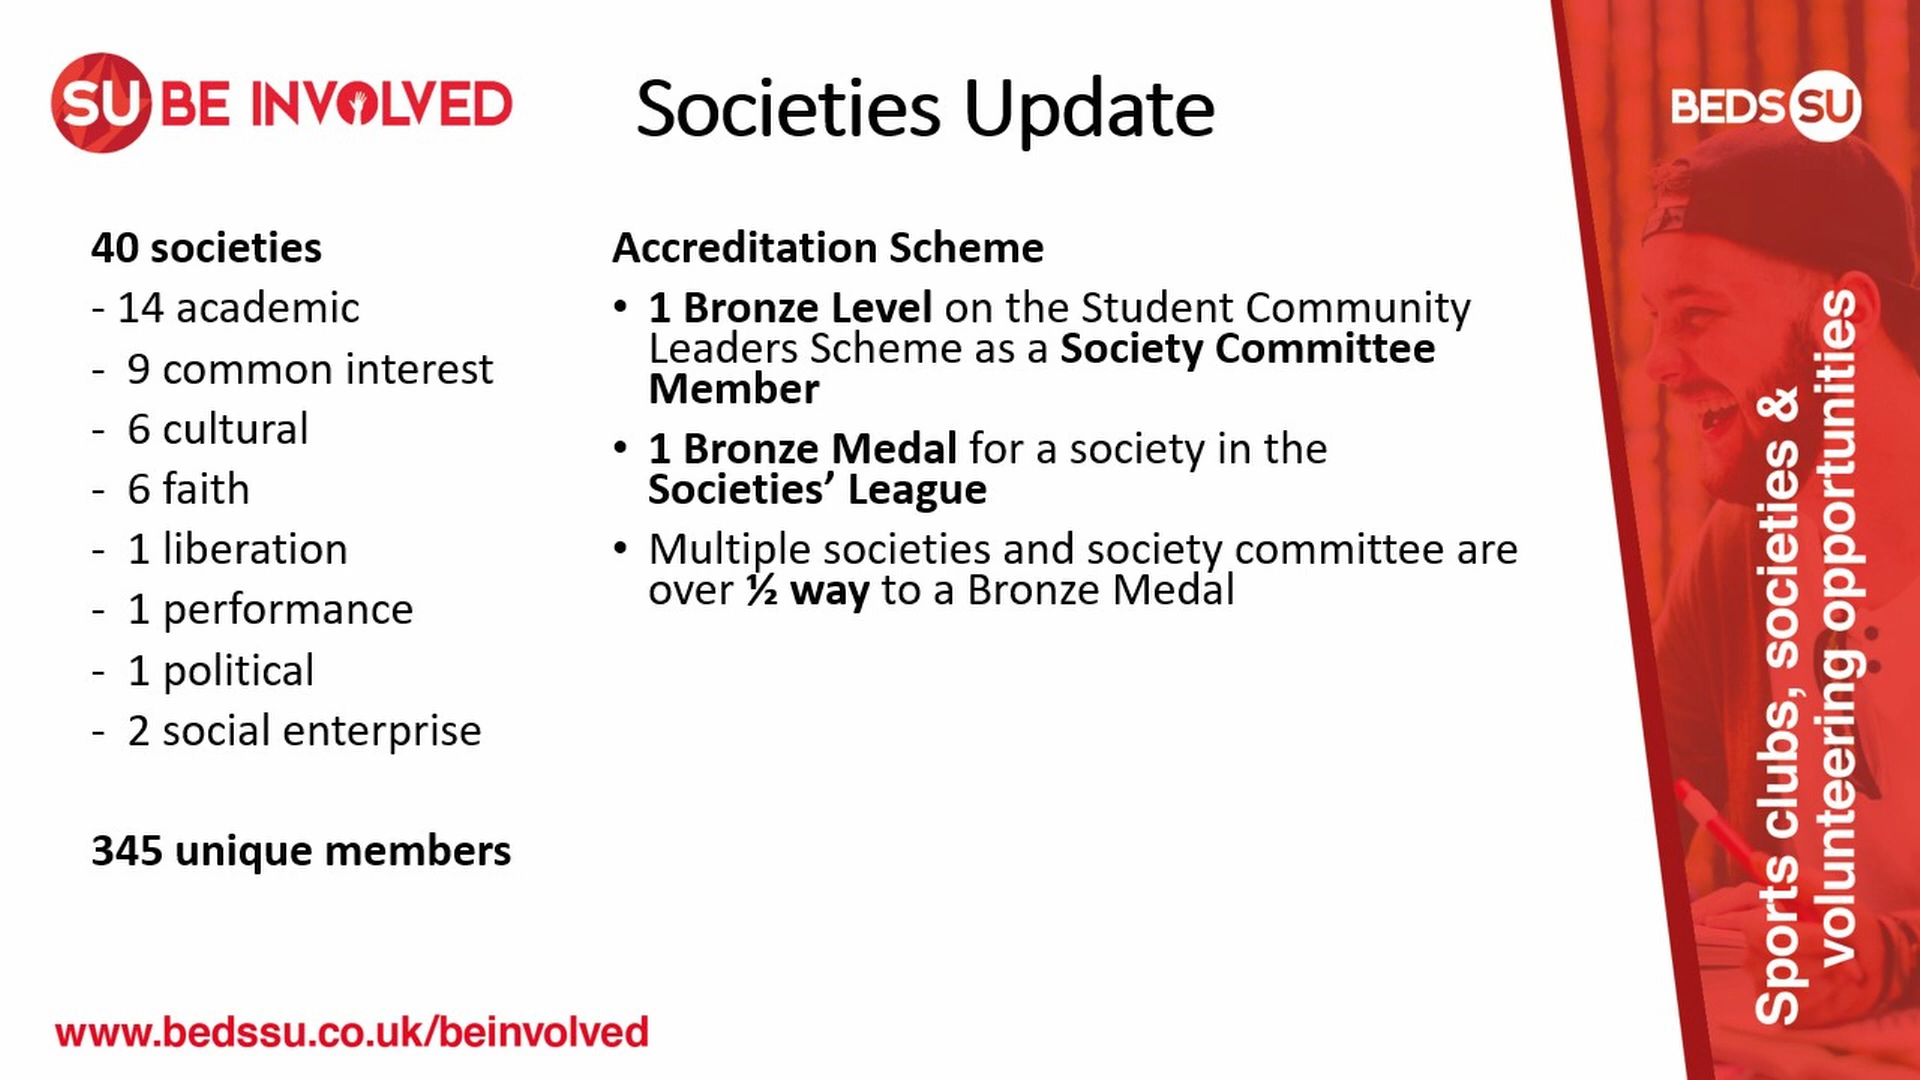 SU BE INVOLVED
Societies Update
BEDS SU
40 societies
- 14 academic
- 9 common interest
- 6 cultural
- 6 faith
- 1 liberation
- 1 performance
- 1 political
- 2 social enterprise
345 unique members
Accreditation Scheme
• 1 Bronze Level on the Student Community
Leaders Scheme as a Society Committee
Member
• 1 Bronze Medal for a society in the
Societies’ League
• Multiple societies and society committee are
over ½ way to a Bronze Medal
Sports clubs, societies &
volunteering opportunities
www.bedssu.co.uk/beinvolved